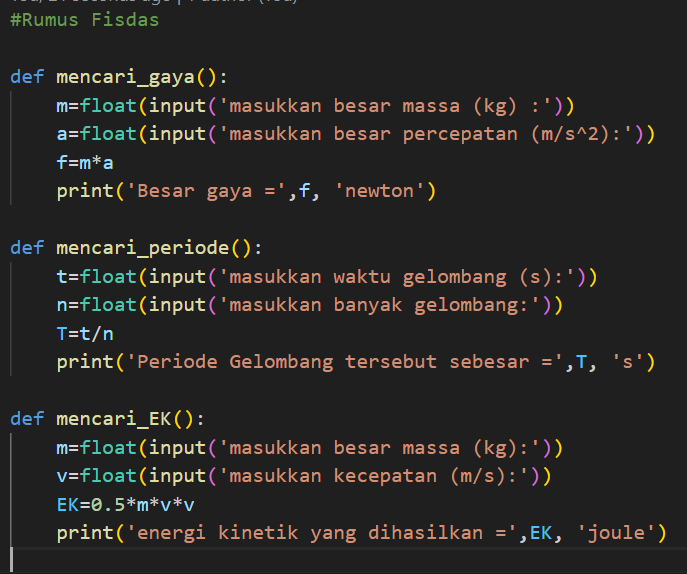 #Rumus Fisdas
def mencari_gaya():
    m=float(input('masukkan besar massa (kg) :'))
    a=float(input('masukkan besar percepatan (m/s^2):'))
    f=m*a
    print('Besar gaya =',f, 'newton')
def mencari_periode():
    t=float(input('masukkan waktu gelombang (s):'))
    n=float(input('masukkan banyak gelombang:'))
    T=t/n
    print('Periode Gelombang tersebut sebesar =',T, 's')
def mencari_EK():
    m=float(input('masukkan besar massa (kg):'))
    v=float(input('masukkan kecepatan (m/s):'))
    EK=0.5*m*v*v
    print('energi kinetik yang dihasilkan =',EK, 'joule')